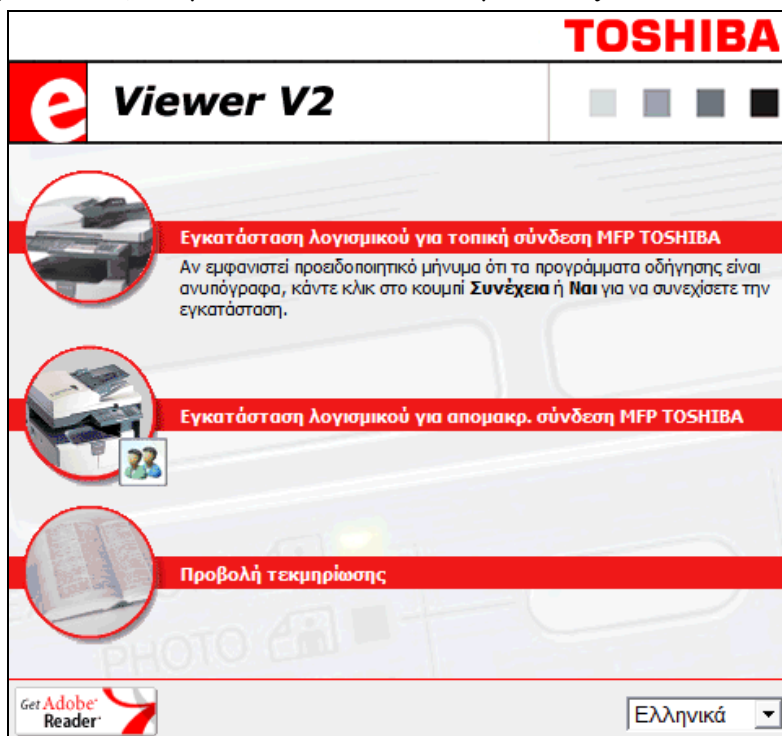 TOSHIBA
e Viewer V2
Εγκατάσταση λογισμικού για τοπική σύνδεση MFP TOSHIBA
Αν εμφανιστεί προειδοποιητικό μήνυμα ότι τα προγράμματα οδήγησης είναι
ανυπόγραφα, κάντε κλικ στο κουμπί Συνέχεια ή Ναι για να συνεχίσετε την
εγκατάσταση.
Εγκατάσταση λογισμικού για απομακρ. σύνδεση MFP TOSHIBA
Προβολή τεκμηρίωσης
PHOTO
Get Adobe
Reader
Ελληνικά